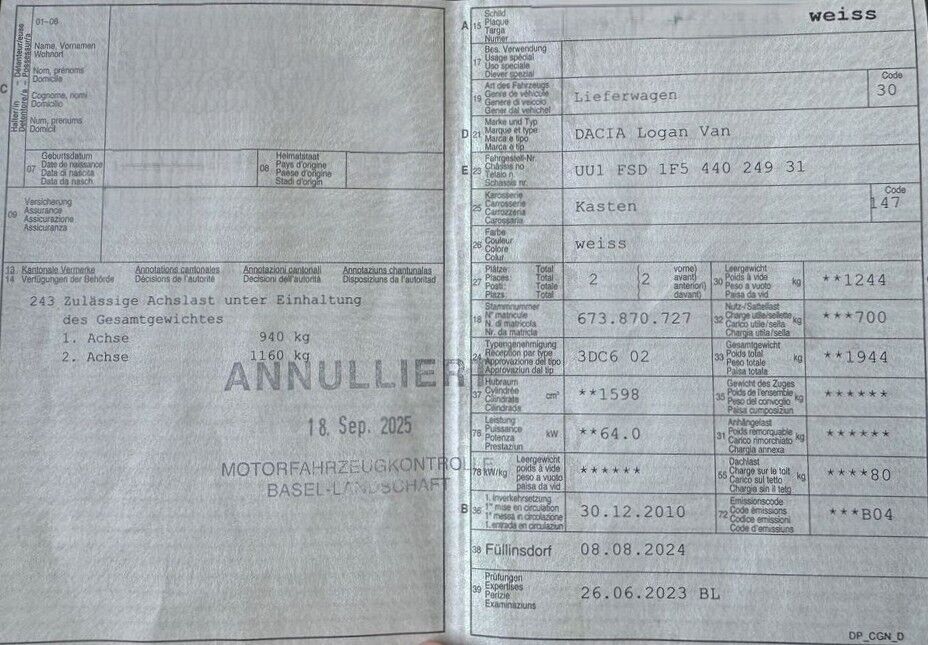 Halter/in – Détenteur/euse
Detentore/a – Possessur/a
C
01–06
Name, Vornamen
Wohnort
Nom, prénoms
Domicile
Cognome, nomi
Domicilio
Num, prenums
Domicil
07 Geburtsdatum
Date de naissance
Data di nascita
Data da nasch.
08 Heimatstaat
Pays d'origine
Paese d'origine
Stadi d'origin
09 Versicherung
Assurance
Assicurazione
Assicuranza
13 Kantonale Vermerke Annotations cantonales Annotazioni cantonali Annotaziuns chantunalas
14 Verfügungen der Behörde Décisions de l'autorité Decisioni dell'autorità Disposiziuns da l'autoritad
243 Zulässige Achslast unter Einhaltung
des Gesamtgewichtes
1. Achse 940 kg
2. Achse 1160 kg
ANNULLIERT
18. Sep. 2025
MOTORFAHRZEUGKONTROLLE
BASEL-LANDSCHAFT
A 15 Schild
Plaque
Targa
Numer
weiss
17 Bes. Verwendung
Usage spécial
Uso speciale
Diever spezial
19 Art des Fahrzeugs
Genre de véhicule
Genere di veicolo
Gener dal vehichel
Lieferwagen
Code
30
D 21 Marke und Typ
Marque et type
Marca e tipo
Marca e tip
DACIA Logan Van
E 23 Fahrgestell-Nr.
Châssis no
Telaio n.
Schassis nr.
UU1 FSD 1F5 440 249 31
25 Karosserie
Carrosserie
Carrozzeria
Carossaria
Kasten
Code
147
26 Farbe
Couleur
Colore
Colur
weiss
27 Plätze: Total
Places: Total
Posti: Totale
Plazs: Total
2 (2
vorne)
avant)
anteriori)
davant)
30 Leergewicht
Poids à vide
Peso a vuoto
Paisa da vid
kg
**1244
18 Stammnummer
N° matricule
N. di matricola
Nr. da matricla
673.870.727
32 Nutz-/Sattellast
Charge utile/sellette
Carico utile/sella
Chargia utila/sella
kg
***700
24 Typengenehmigung
Réception par type
Approvazione del tipo
Approvaziun dal tip
3DC6 02
33 Gesamtgewicht
Poids total
Peso totale
Paisa totala
kg
**1944
37 Hubraum
Cylindrée
Cilindrata
Cilindrada
cm³
**1598
35 Gewicht des Zuges
Poids de l'ensemble
Peso del convoglio
Paisa cumposiziun
kg
******
76 Leistung
Puissance
Potenza
Prestaziun
kW
**64.0
31 Anhängelast
Poids remorquable
Carico rimorchiato
Chargia annexa
kg
******
78 kW/kg Leergewicht
poids à vide
peso a vuoto
paisa da vid
******
55 Dachlast
Charge sur le toit
Carico sul tetto
Chargia sin il tetg
kg
****80
B 36 1. Inverkehrsetzung
1re mise en circulation
1a messa in circolazione
1. entrada en circulaziun
30.12.2010
72 Emissionscode
Code émissions
Codice emissioni
Code d'emissiuns
***B04
38 Füllinsdorf 08.08.2024
39 Prüfungen
Expertises
Perizie
Examinaziuns
26.06.2023 BL
DP_CGN_D